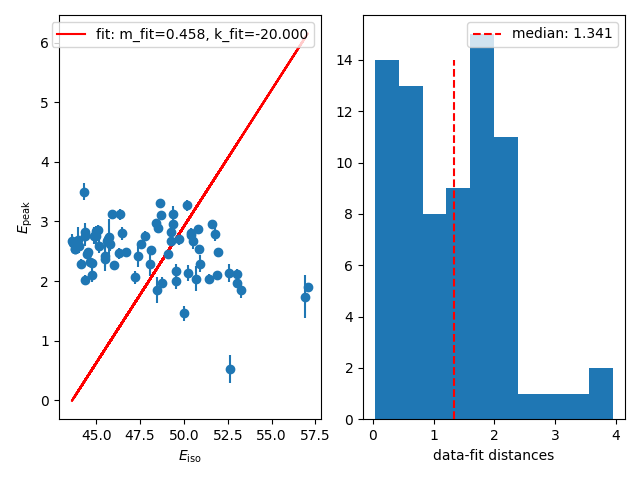 fit: m_fit=0.458, k_fit=-20.000
median: 1.341
6
5
4
3
2
1
0
E_peak
45.0 47.5 50.0 52.5 55.0 57.5
E_iso
14
12
10
8
6
4
2
0
0 1 2 3 4
data-fit distances